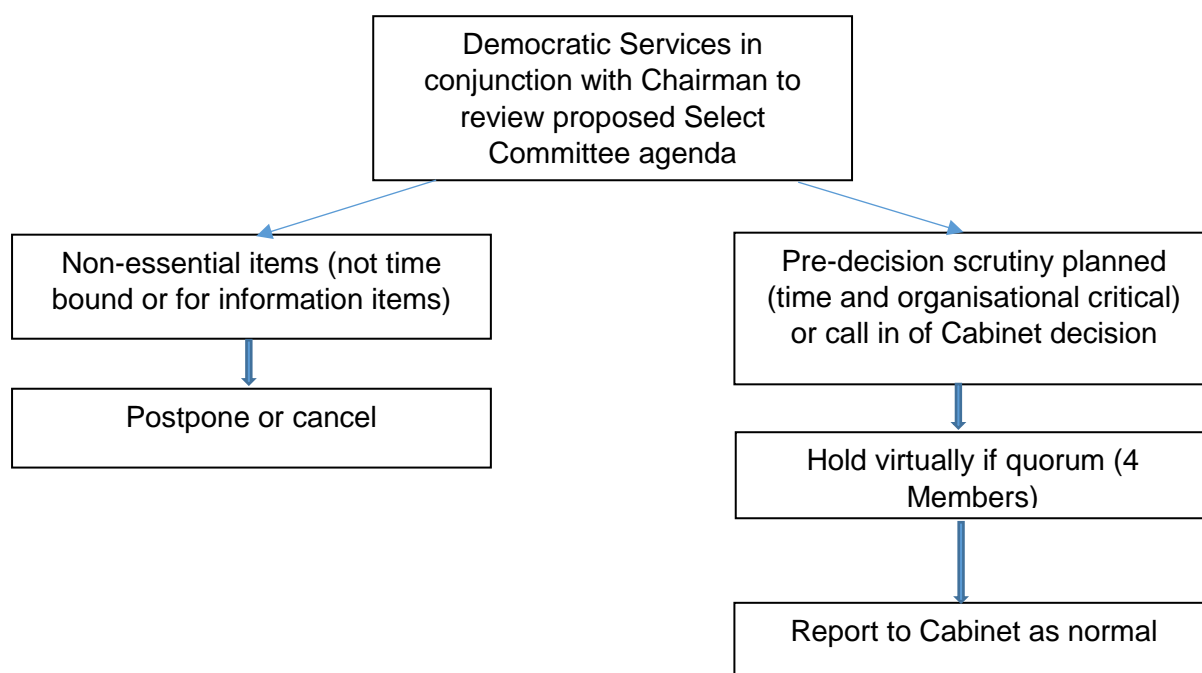 Democratic Services in
conjunction with Chairman to
review proposed Select
Committee agenda
Non-essential items (not time
bound or for information items)
Pre-decision scrutiny planned
(time and organisational critical)
or call in of Cabinet decision
Postpone or cancel
Hold virtually if quorum (4
Members)
Report to Cabinet as normal